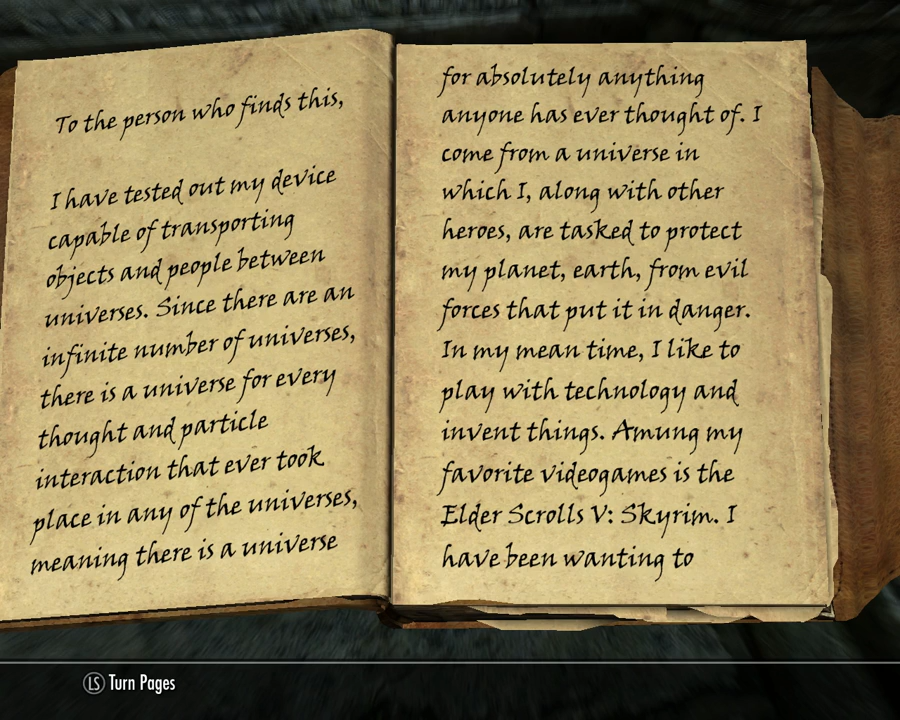 To the person who finds this,
I have tested out my device
capable of transporting
objects and people between
universes. Since there are an
infinite number of universes,
there is a universe for every
thought and particle
interaction that ever took
place in any of the universes,
meaning there is a universe
for absolutely anything
anyone has ever thought of. I
come from a universe in
which I, along with other
heroes, are tasked to protect
my planet, earth, from evil
forces that put it in danger.
In my mean time, I like to
play with technology and
invent things. Amung my
favorite videogames is the
Elder Scrolls V: Skyrim. I
have been wanting to
LS Turn Pages